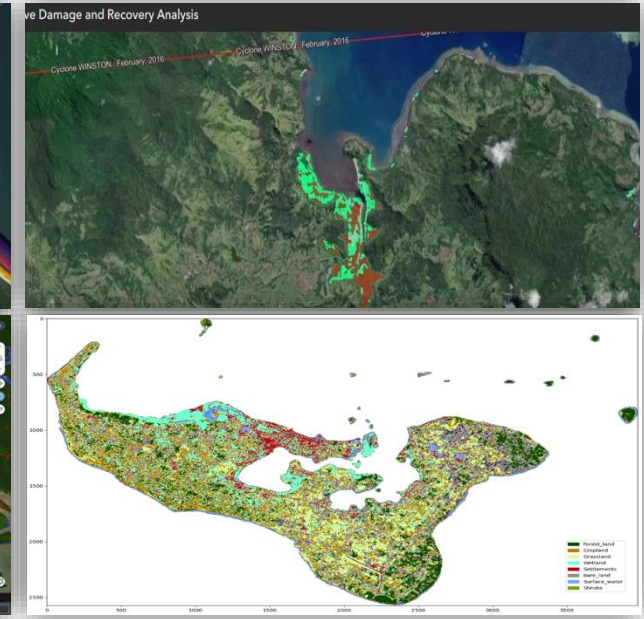 ve Damage and Recovery Analysis
Cyclone WINSTON February, 2016
Cyclone WINSTON February, 2016
0
500
1000
1500
2000
2500
0
500
1000
1500
2000
2500
3000
3500
Forest_land
Cropland
Grassland
Wetland
Settlements
Bare_land
Surface_water
Shrubs